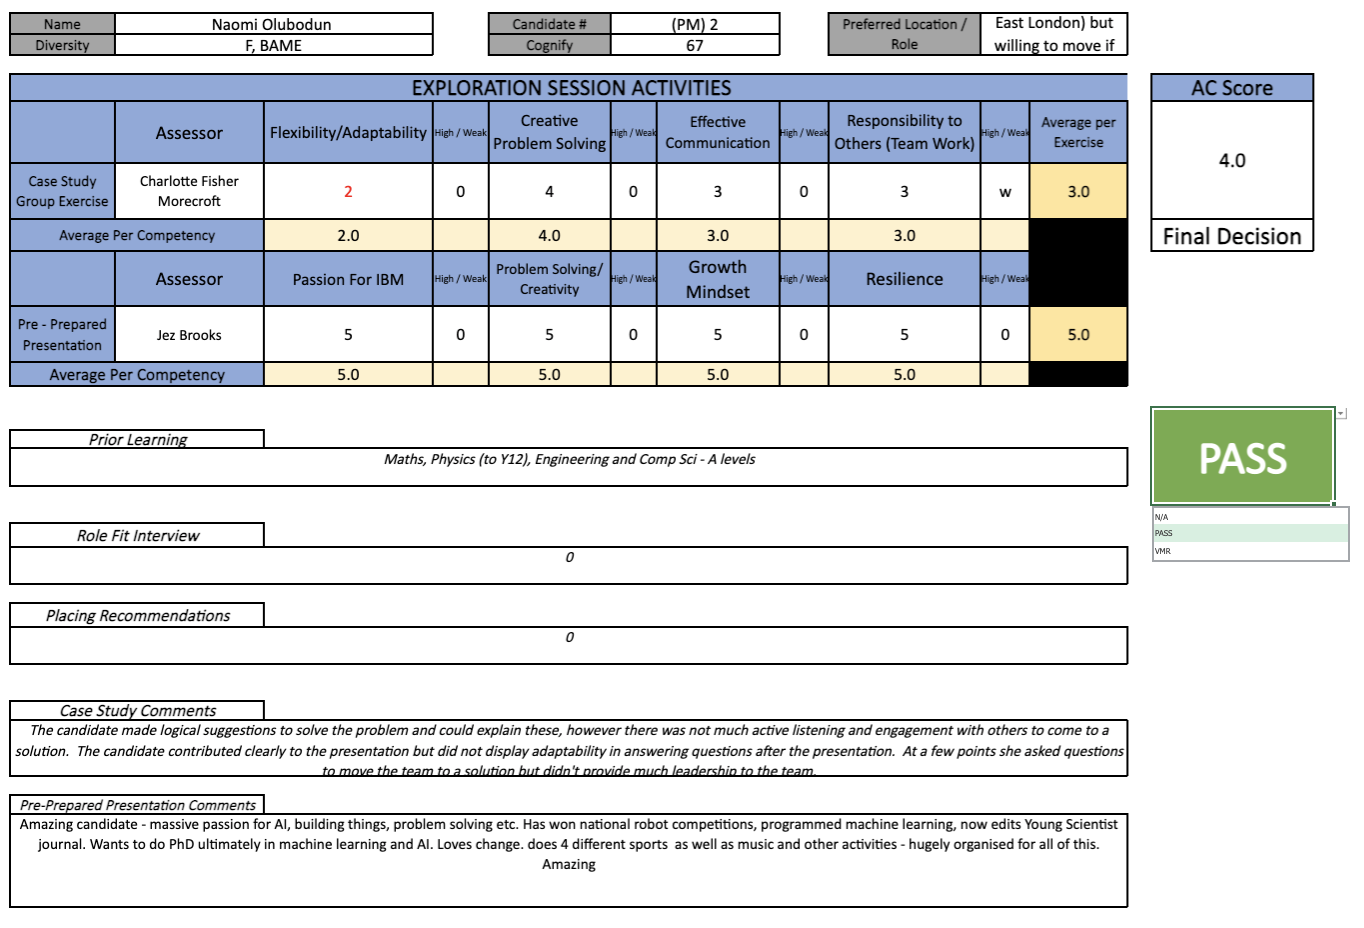 Name Naomi Olubodun Candidate # (PM) 2 Preferred Location / Role East London) but
Diversity F, BAME Cognify 67 willing to move if
EXPLORATION SESSION ACTIVITIES AC Score
Assessor Flexibility/Adaptability High / Weak Creative Problem Solving High / Weak Effective Communication High / Weak Responsibility to Others (Team Work) High / Weak Average per Exercise
Case Study Group Exercise Charlotte Fisher Morecroft 2 0 4 0 3 0 3 w 3.0 4.0
Average Per Competency 2.0 4.0 3.0 3.0 Final Decision
Assessor Passion For IBM High / Weak Problem Solving/ Creativity High / Weak Growth Mindset High / Weak Resilience High / Weak
Pre - Prepared Presentation Jez Brooks 5 0 5 0 5 0 5 0 5.0
Average Per Competency 5.0 5.0 5.0 5.0
PASS
N/A
PASS
VMR
Prior Learning
Maths, Physics (to Y12), Engineering and Comp Sci - A levels
Role Fit Interview
0
Placing Recommendations
0
Case Study Comments
The candidate made logical suggestions to solve the problem and could explain these, however there was not much active listening and engagement with others to come to a
solution. The candidate contributed clearly to the presentation but did not display adaptability in answering questions after the presentation. At a few points she asked questions
to move the team to a solution but didn't provide much leadership to the team.
Pre-Prepared Presentation Comments
Amazing candidate - massive passion for AI, building things, problem solving etc. Has won national robot competitions, programmed machine learning, now edits Young Scientist
journal. Wants to do PhD ultimately in machine learning and AI. Loves change. does 4 different sports as well as music and other activities - hugely organised for all of this.
Amazing